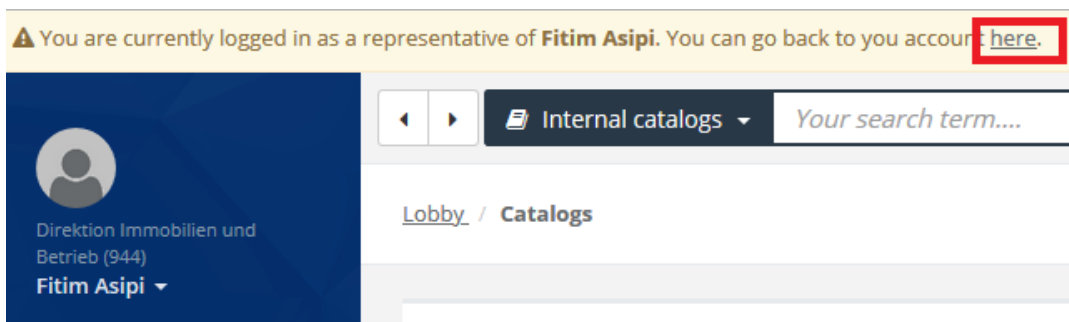 You are currently logged in as a representative of Fitim Asipi. You can go back to you account here.
Internal catalogs
Your search term....
Direktion Immobilien und
Betrieb (944)
Fitim Asipi
Lobby / Catalogs